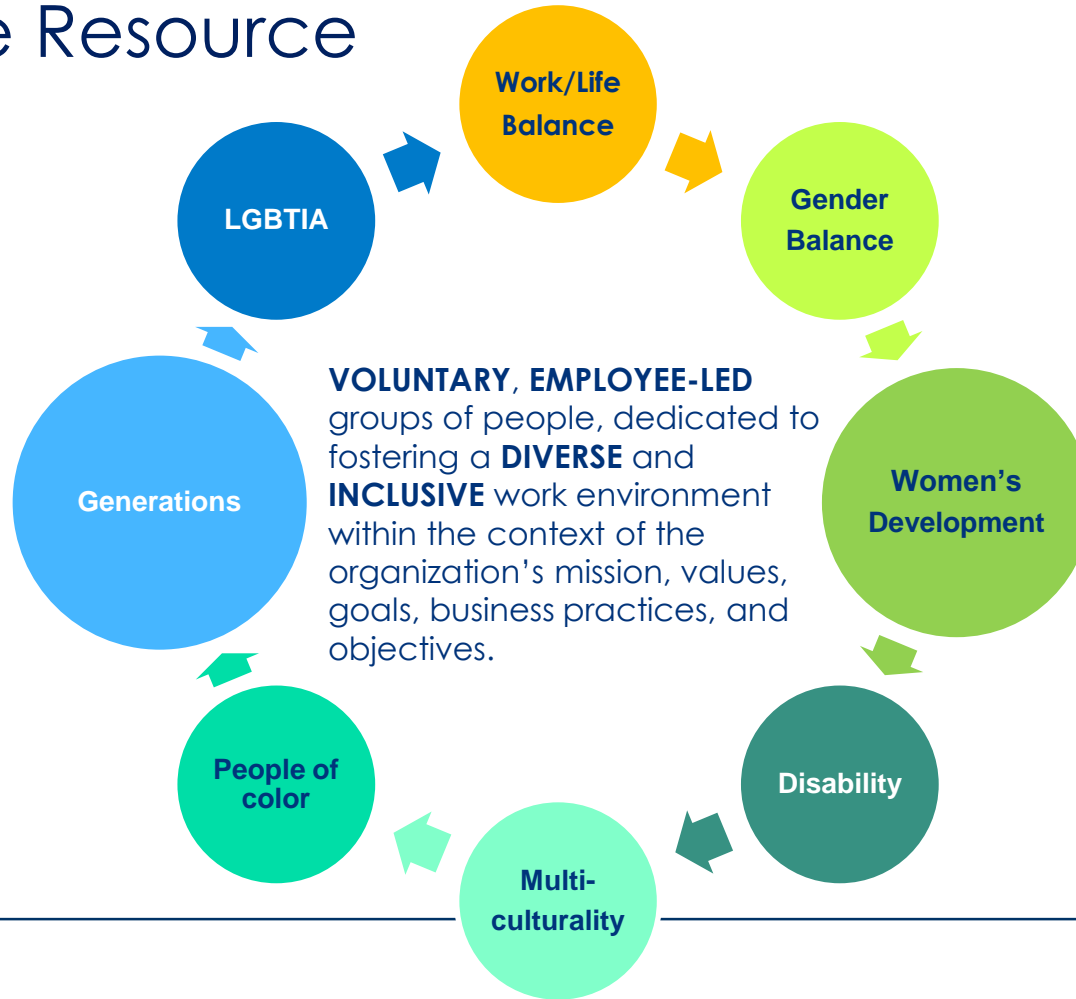 e Resource
Work/Life
Balance
Gender
Balance
Women’s
Development
Disability
Multi-
culturality
People of
color
Generations
LGBTIA
VOLUNTARY, EMPLOYEE-LED
groups of people, dedicated to
fostering a DIVERSE and
INCLUSIVE work environment
within the context of the
organization’s mission, values,
goals, business practices, and
objectives.